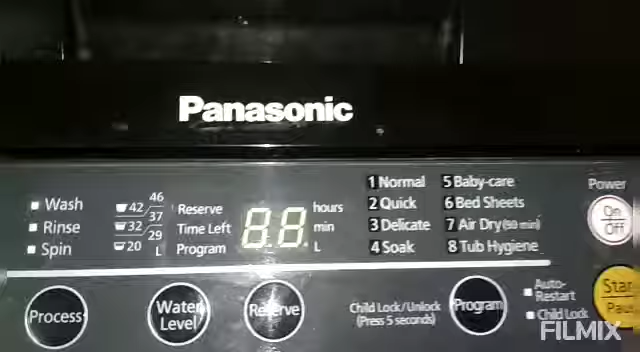 Panasonic
Wash
Rinse
Spin
42
32
20
46
37
29
L
Reserve
Time Left
Program
88
hours
min
L
1 Normal
2 Quick
3 Delicate
4 Soak
5 Baby-care
6 Bed Sheets
7 Air Dry (90 min)
8 Tub Hygiene
Power
On
Off
Process
Water
Level
Reserve
Child Lock/Unlock
(Press 5 seconds)
Program
Auto-
Restart
Child Lock
Star
Paus
FILMIX